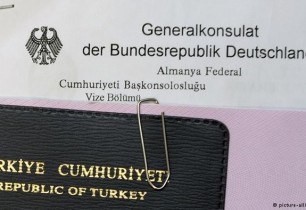 Generalkonsulat
der Bundesrepublik Deutschland
Almanya Federal
Cumhuriyeti Başkonsolosluğu
Vize Bölümü
TÜRKİYE CUMHURİYETİ
REPUBLIC OF TURKEY